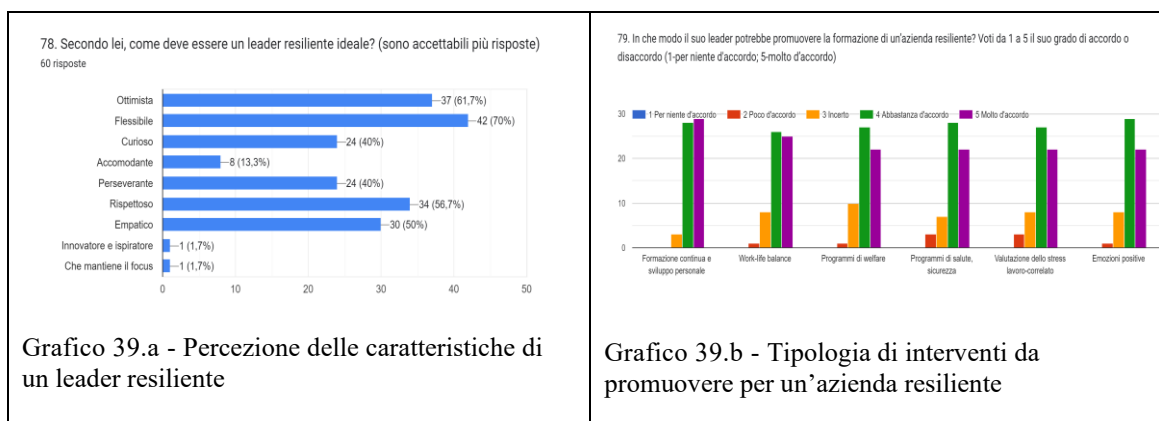 78. Secondo lei, come deve essere un leader resiliente ideale? (sono accettabili più risposte)
60 risposte
Ottimista
37 (61,7%)
Flessibile
42 (70%)
Curioso
24 (40%)
Accomodante
8 (13,3%)
Perseverante
24 (40%)
Rispettoso
34 (56,7%)
Empatico
30 (50%)
Innovatore e ispiratore
1 (1,7%)
Che mantiene il focus
1 (1,7%)
0 10 20 30 40 50
Grafico 39.a - Percezione delle caratteristiche di
un leader resiliente
79. In che modo il suo leader potrebbe promuovere la formazione di un'azienda resiliente? Voti da 1 a 5 il suo grado di accordo o
disaccordo (1-per niente d'accordo; 5-molto d'accordo)
1 Per niente d'accordo 2 Poco d'accordo 3 Incerto 4 Abbastanza d'accordo 5 Molto d'accordo
30
20
10
0
Formazione continua e
sviluppo personale
Work-life balance
Programmi di welfare
Programmi di salute,
sicurezza
Valutazione dello stress
lavoro-correlato
Emozioni positive
Grafico 39.b - Tipologia di interventi da
promuovere per un’azienda resiliente